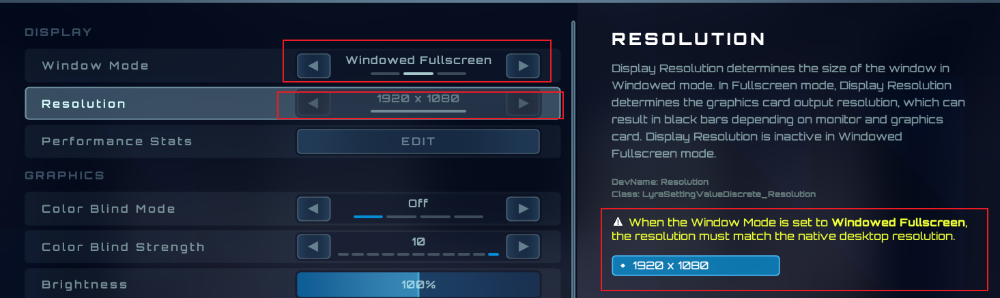 DISPLAY
Window Mode
Windowed Fullscreen
Resolution
1920 x 1080
Performance Stats
EDIT
GRAPHICS
Color Blind Mode
Off
Color Blind Strength
10
Brightness
100%
RESOLUTION
Display Resolution determines the size of the window in
Windowed mode. In Fullscreen mode, Display Resolution
determines the graphics card output resolution, which can
result in black bars depending on monitor and graphics
card. Display Resolution is inactive in Windowed
Fullscreen mode.
DevName: Resolution
Class: LyraSettingValueDiscrete_Resolution
When the Window Mode is set to Windowed Fullscreen,
the resolution must match the native desktop resolution.
1920 x 1080